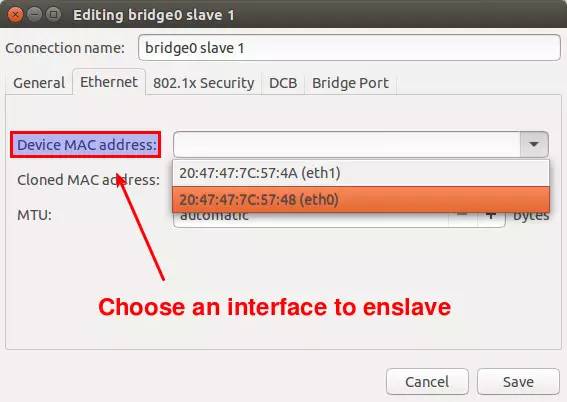 Editing bridge0 slave 1
Connection name: bridge0 slave 1
General Ethernet 802.1x Security DCB Bridge Port
Device MAC address:
20:47:47:7C:57:4A (eth1)
Cloned MAC address:
20:47:47:7C:57:48 (eth0)
MTU: automatic − + bytes
Choose an interface to enslave
Cancel Save